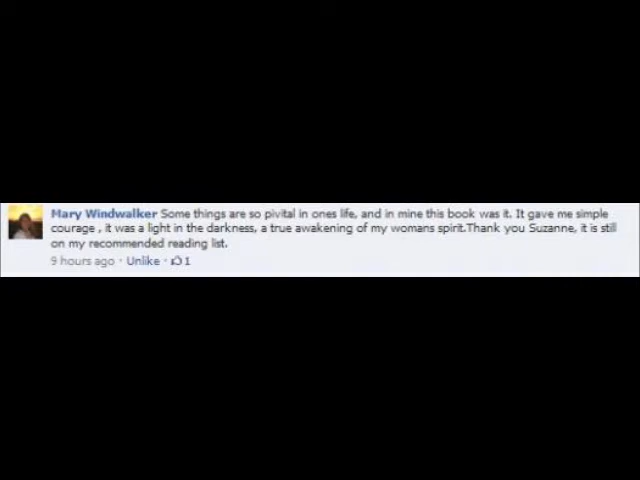 Mary Windwalker Some things are so pivital in ones life, and in mine this book was it. It gave me simple
courage , it was a light in the darkness, a true awakening of my womans spirit.Thank you Suzanne, it is still
on my recommended reading list.
9 hours ago · Unlike · 1